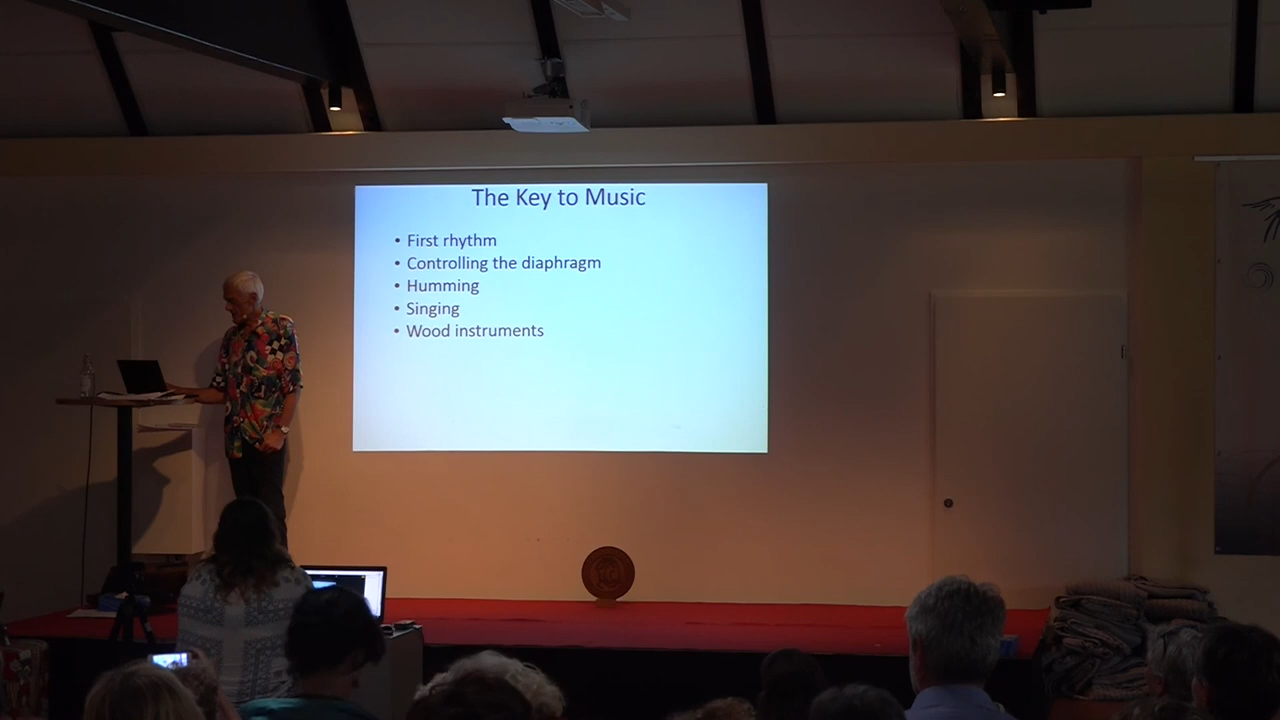 The Key to Music
• First rhythm
• Controlling the diaphragm
• Humming
• Singing
• Wood instruments